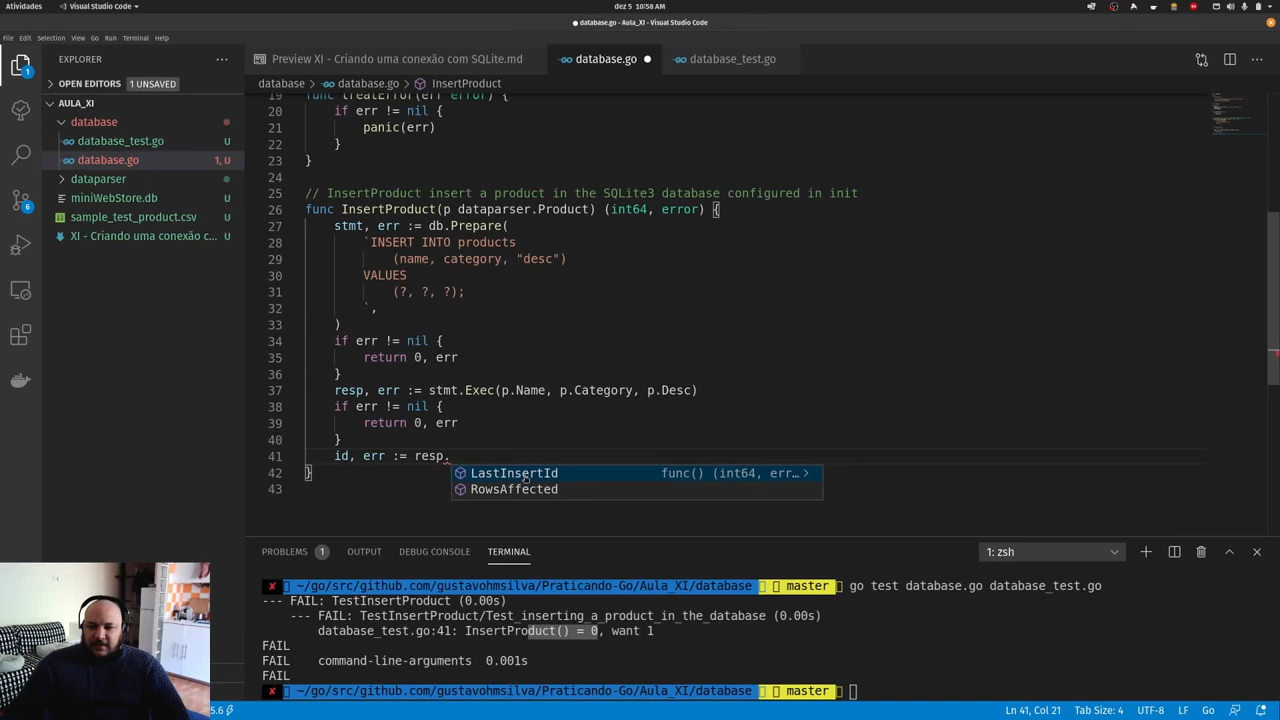 Atividades
Visual Studio Code
dez 5 10:58 AM
● database.go - Aula_XI - Visual Studio Code
File Edit Selection View Go Run Terminal Help
EXPLORER
Preview XI - Criando uma conexão com SQLite.md
database.go
database_test.go
OPEN EDITORS 1 UNSAVED
database > database.go > InsertProduct
AULA_XI
database
database_test.go U
database.go 1, U
dataparser
miniWebStore.db U
sample_test_product.csv U
XI - Criando uma conexão c... U
1
6
19 func treatError(err error) {
20 if err != nil {
21 panic(err)
22 }
23 }
24
25 // InsertProduct insert a product in the SQLite3 database configured in init
26 func InsertProduct(p dataparser.Product) (int64, error) {
27 stmt, err := db.Prepare(
28 `INSERT INTO products
29 (name, category, "desc")
30 VALUES
31 (?, ?, ?);
32 `,
33 )
34 if err != nil {
35 return 0, err
36 }
37 resp, err := stmt.Exec(p.Name, p.Category, p.Desc)
38 if err != nil {
39 return 0, err
40 }
41 id, err := resp.
42 }
43
LastInsertId func() (int64, err... >
RowsAffected
PROBLEMS 1 OUTPUT DEBUG CONSOLE TERMINAL
1: zsh
✘ ~/go/src/github.com/gustavohmsilva/Praticando-Go/Aula_XI/database master go test database.go database_test.go
--- FAIL: TestInsertProduct (0.00s)
--- FAIL: TestInsertProduct/Test_inserting_a_product_in_the_database (0.00s)
database_test.go:41: InsertProduct() = 0, want 1
FAIL
FAIL command-line-arguments 0.001s
FAIL
✘ ~/go/src/github.com/gustavohmsilva/Praticando-Go/Aula_XI/database master
5.6
Ln 41, Col 21 Tab Size: 4 UTF-8 LF Go